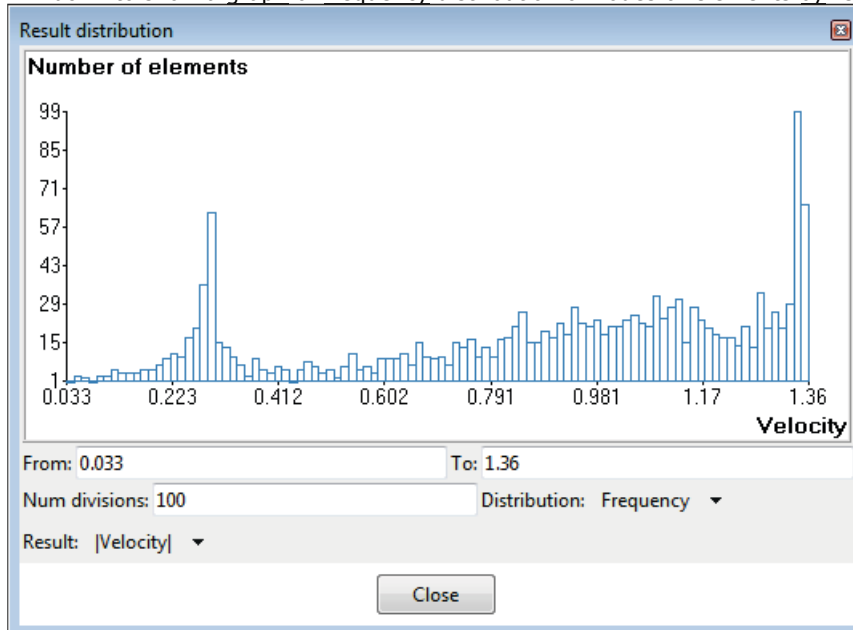 Result distribution
Number of elements
99
85
71
57
43
29
15
1
0.033 0.223 0.412 0.602 0.791 0.981 1.17 1.36
Velocity
From: 0.033 To: 1.36
Num divisions: 100 Distribution: Frequency
Result: |Velocity|
Close